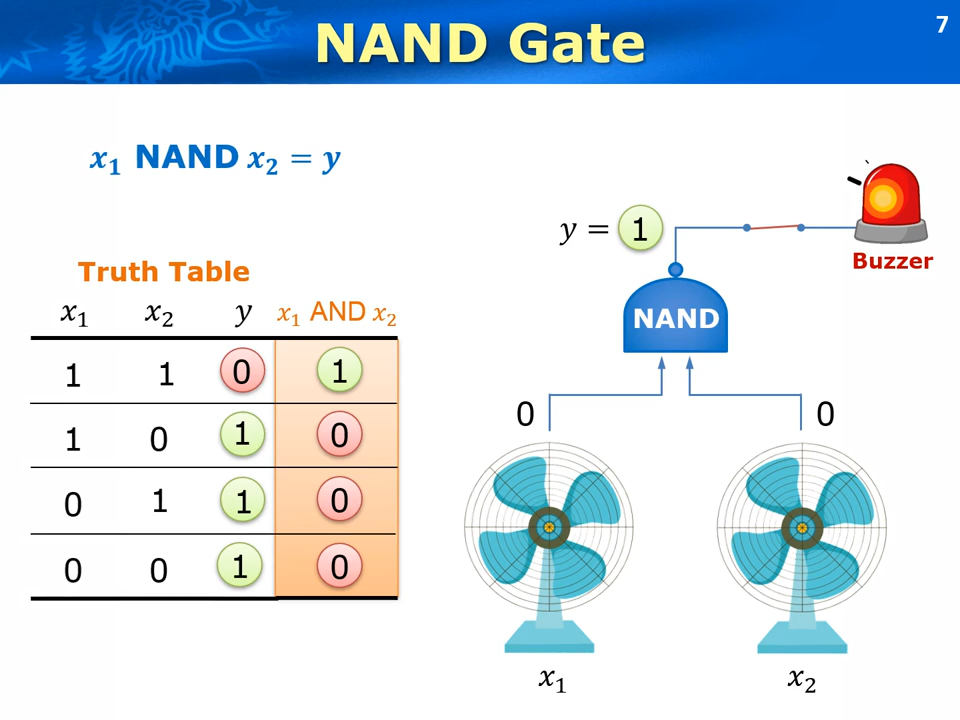 NAND Gate
7
x₁ NAND x₂ = y
y = 1
Buzzer
Truth Table
x₁ x₂ y x₁ AND x₂
NAND
1 1 0 1
1 0 1 0
0 1 1 0
0 0 1 0
0 0
x₁ x₂